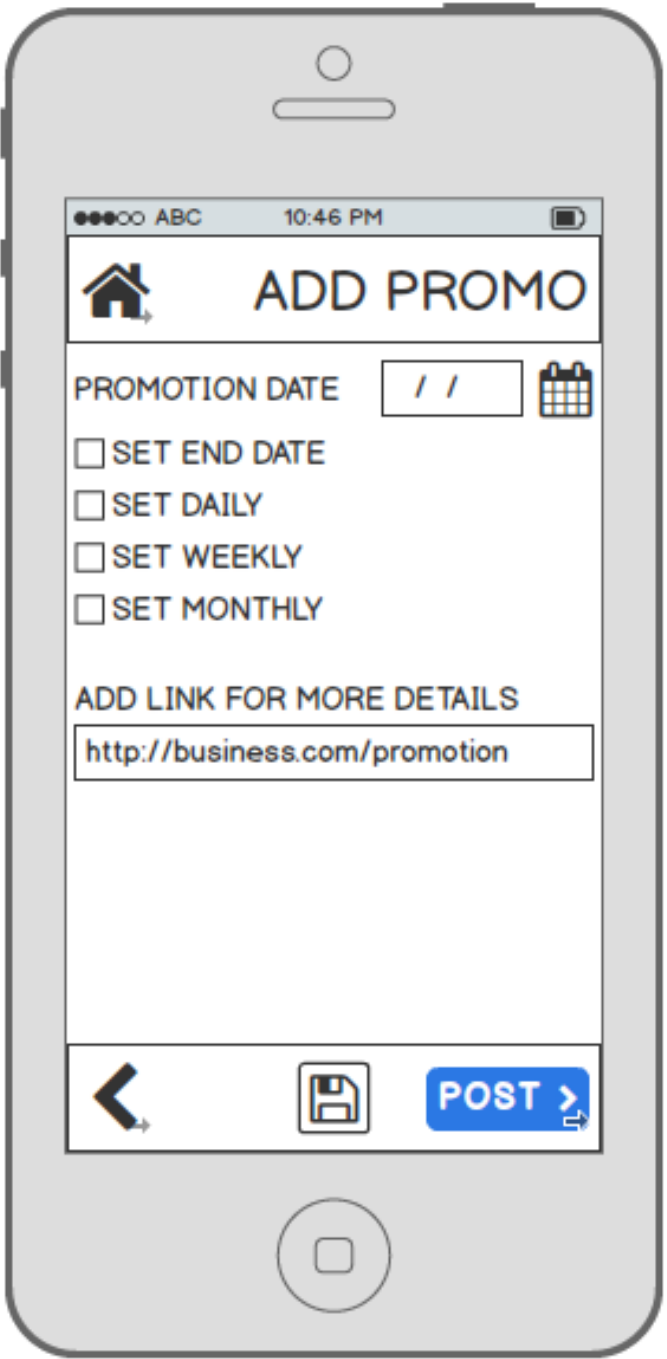 ABC 10:46 PM
ADD PROMO
PROMOTION DATE / /
SET END DATE
SET DAILY
SET WEEKLY
SET MONTHLY
ADD LINK FOR MORE DETAILS
http://business.com/promotion
POST >